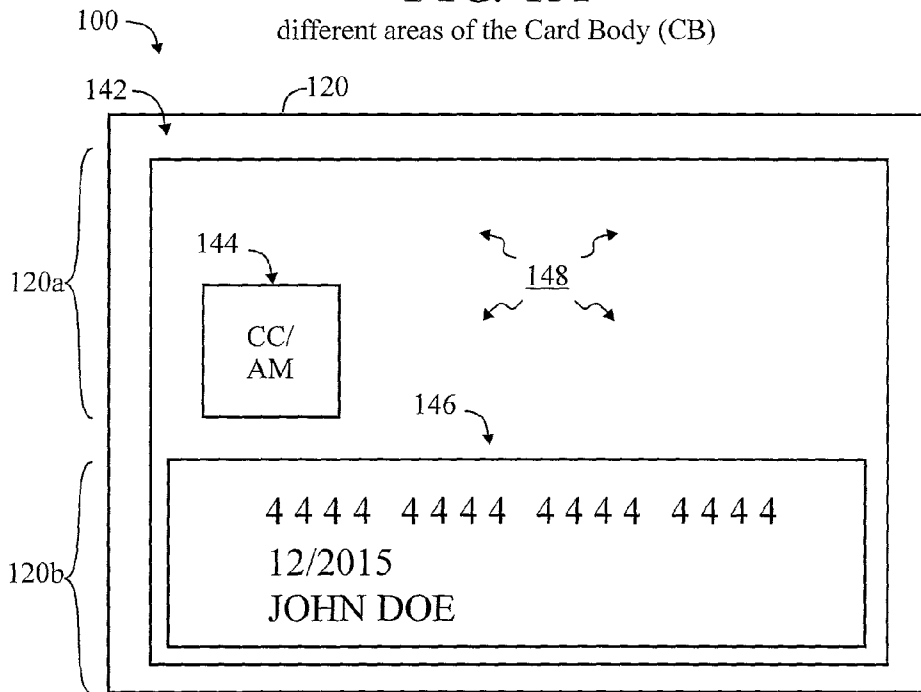 different areas of the Card Body (CB)
100
142
120
120a
144
148
CC/
AM
146
4444 4444 4444 4444
12/2015
JOHN DOE
120b